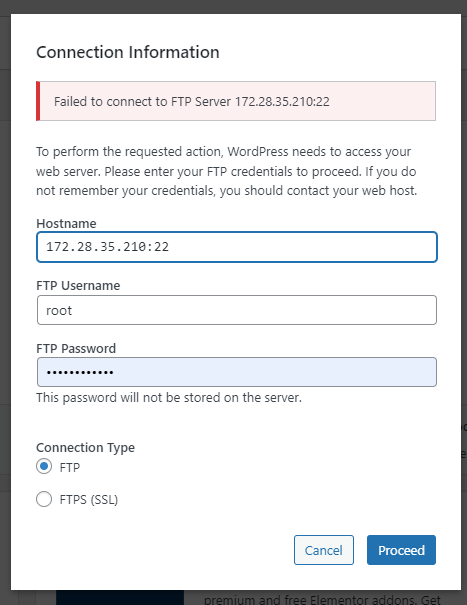 Connection Information
Failed to connect to FTP Server 172.28.35.210:22
To perform the requested action, WordPress needs to access your
web server. Please enter your FTP credentials to proceed. If you do
not remember your credentials, you should contact your web host.
Hostname
172.28.35.210:22
FTP Username
root
FTP Password
••••••••••••
This password will not be stored on the server.
Connection Type
FTP
FTPS (SSL)
Cancel
Proceed
premium and free Elementor addons. Get